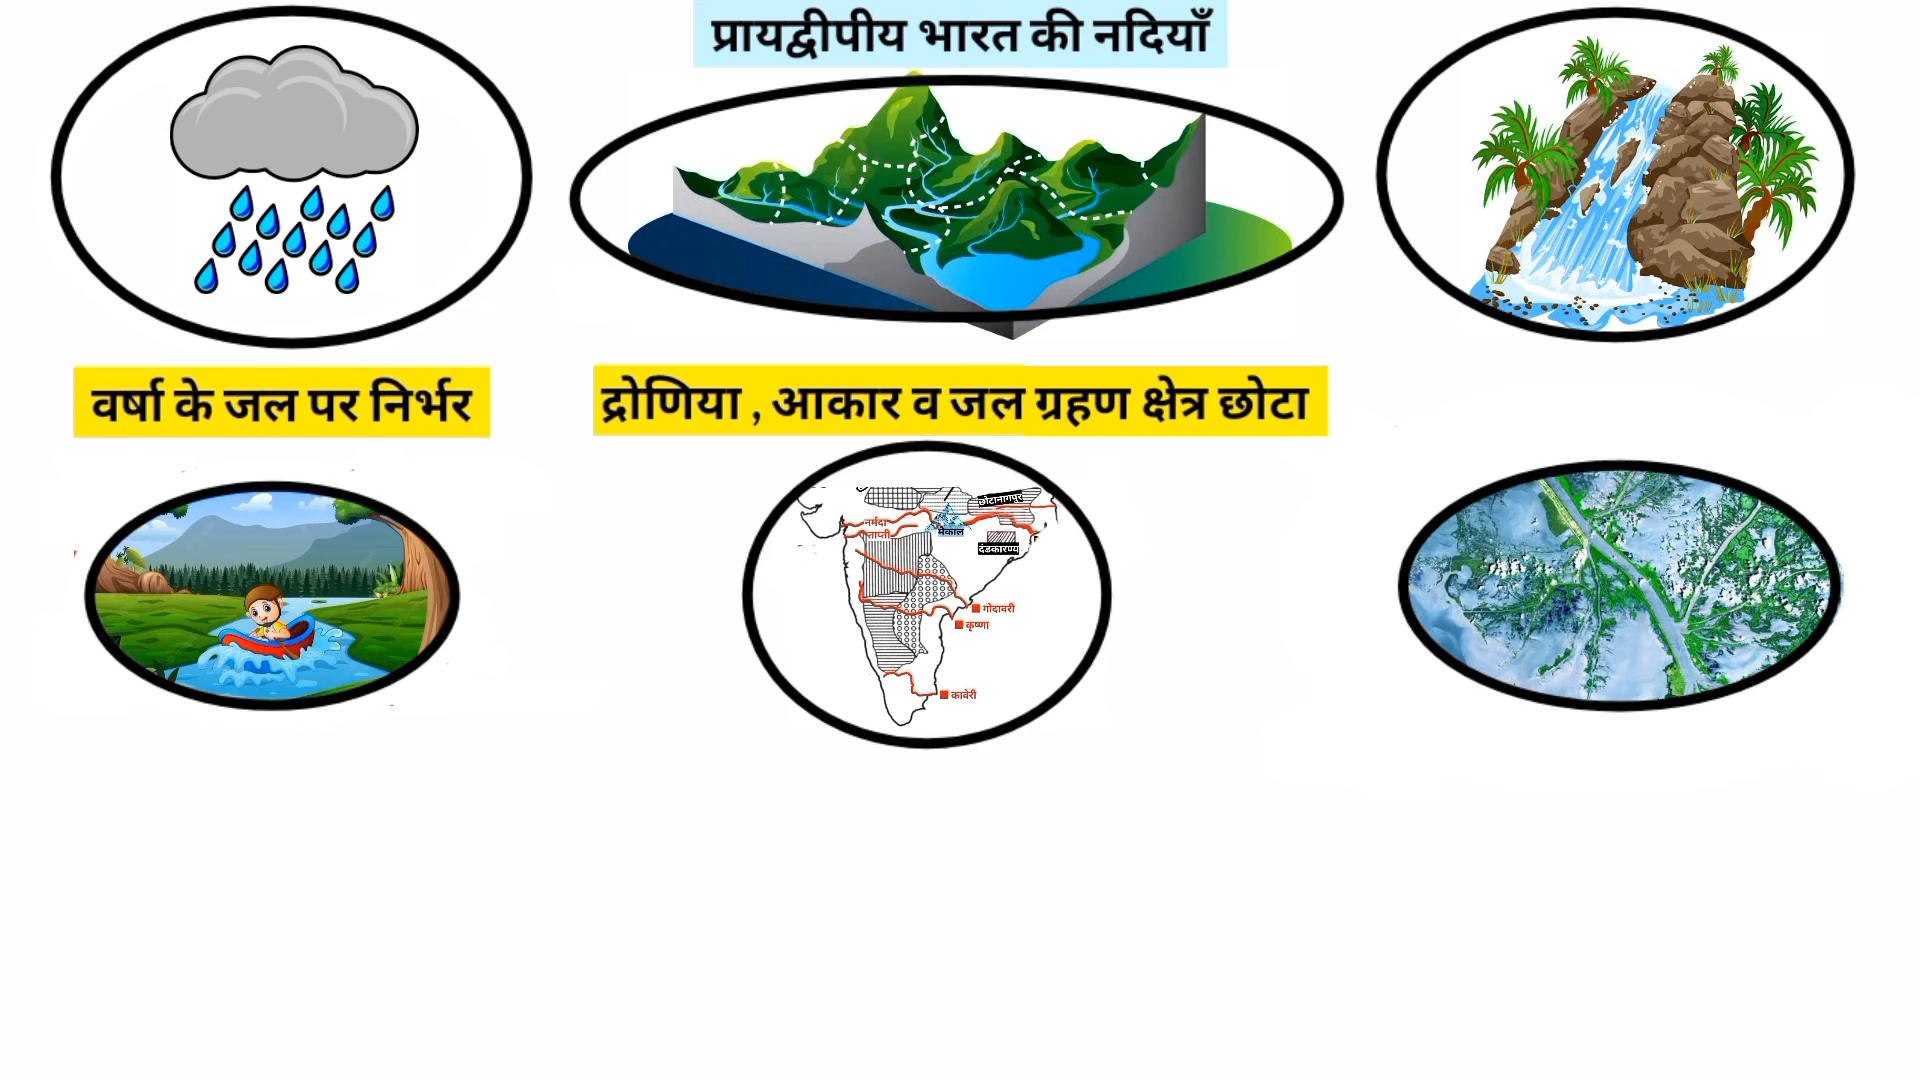 प्रायद्वीपीय भारत की नदियाँ
वर्षा के जल पर निर्भर
द्रोणिया , आकार व जल ग्रहण क्षेत्र छोटा
छोटानागपुर
नर्मदा
ताप्ती
मैकाल
दंडकारण्य
गोदावरी
कृष्णा
कावेरी